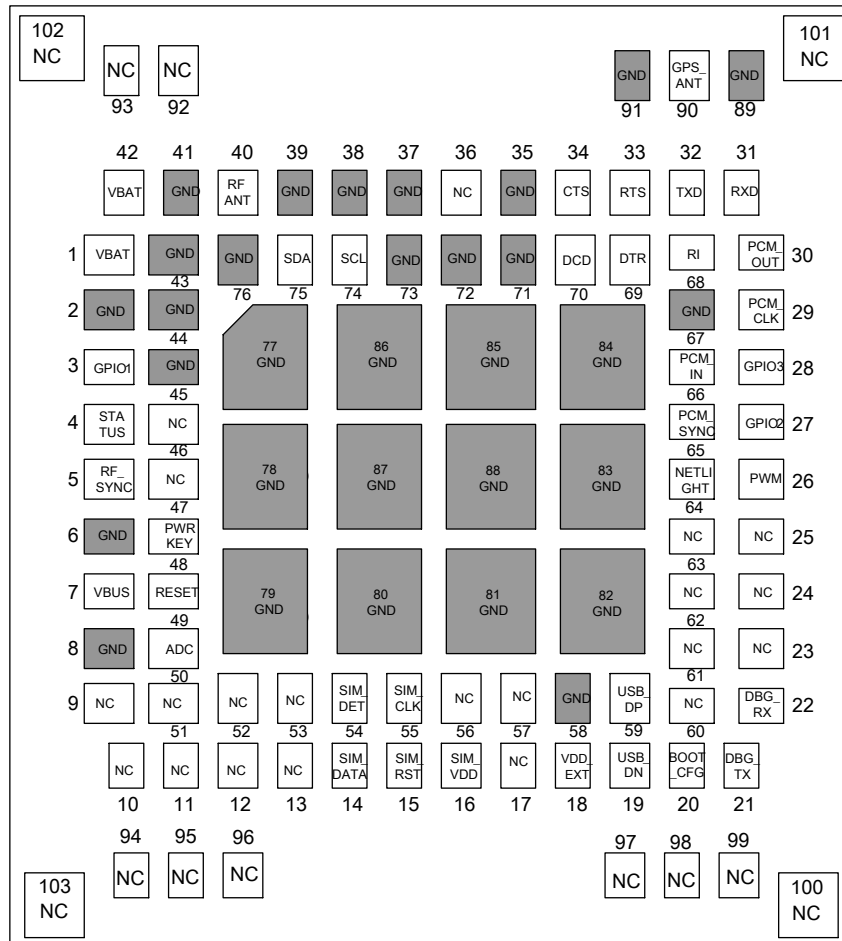 102
NC
101
NC
NC
NC
GND
GPS_
ANT
GND
93
92
91
90
89
42
41
40
39
38
37
36
35
34
33
32
31
VBAT
GND
RF
ANT
GND
GND
GND
NC
GND
CTS
RTS
TXD
RXD
1
VBAT
GND
GND
SDA
SCL
GND
GND
GND
DCD
DTR
RI
PCM_
OUT
30
43
76
75
74
73
72
71
70
69
68
2
GND
GND
77
GND
86
GND
85
GND
84
GND
GND
PCM_
CLK
29
44
67
3
GPIO1
GND
PCM_
IN
GPIO3
28
45
66
4
STA
TUS
NC
PCM_
SYNC
GPIO2
27
46
65
5
RF_
SYNC
NC
78
GND
87
GND
88
GND
83
GND
NETLI
GHT
PWM
26
47
64
6
GND
PWR
KEY
NC
NC
25
48
63
7
VBUS
RESET
79
GND
80
GND
81
GND
82
GND
NC
NC
24
49
62
8
GND
ADC
NC
NC
23
50
61
9
NC
NC
NC
NC
SIM_
DET
SIM_
CLK
NC
NC
GND
USB_
DP
NC
DBG_
RX
22
51
52
53
54
55
56
57
58
59
60
NC
NC
NC
NC
SIM_
DATA
SIM_
RST
SIM_
VDD
NC
VDD_
EXT
USB_
DN
BOOT
_CFG
DBG_
TX
10
11
12
13
14
15
16
17
18
19
20
21
94
95
96
97
98
99
NC
NC
NC
NC
NC
NC
103
NC
100
NC